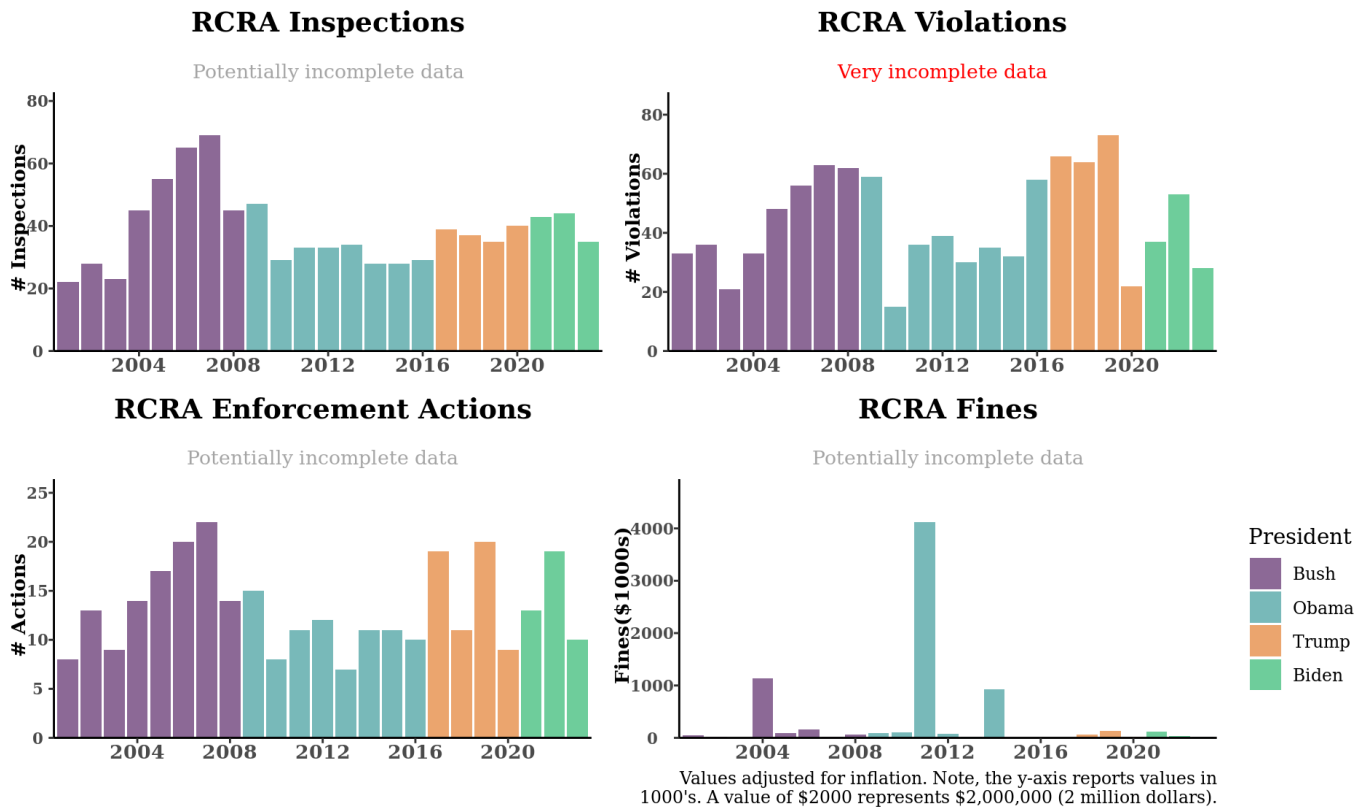 RCRA Inspections
Potentially incomplete data
# Inspections
80
60
40
20
0
2004 2008 2012 2016 2020
RCRA Violations
Very incomplete data
# Violations
80
60
40
20
0
2004 2008 2012 2016 2020
RCRA Enforcement Actions
Potentially incomplete data
# Actions
25
20
15
10
5
0
2004 2008 2012 2016 2020
RCRA Fines
Potentially incomplete data
Fines($1000s)
4000
3000
2000
1000
0
2004 2008 2012 2016 2020
President
Bush
Obama
Trump
Biden
Values adjusted for inflation. Note, the y-axis reports values in
1000's. A value of $2000 represents $2,000,000 (2 million dollars).